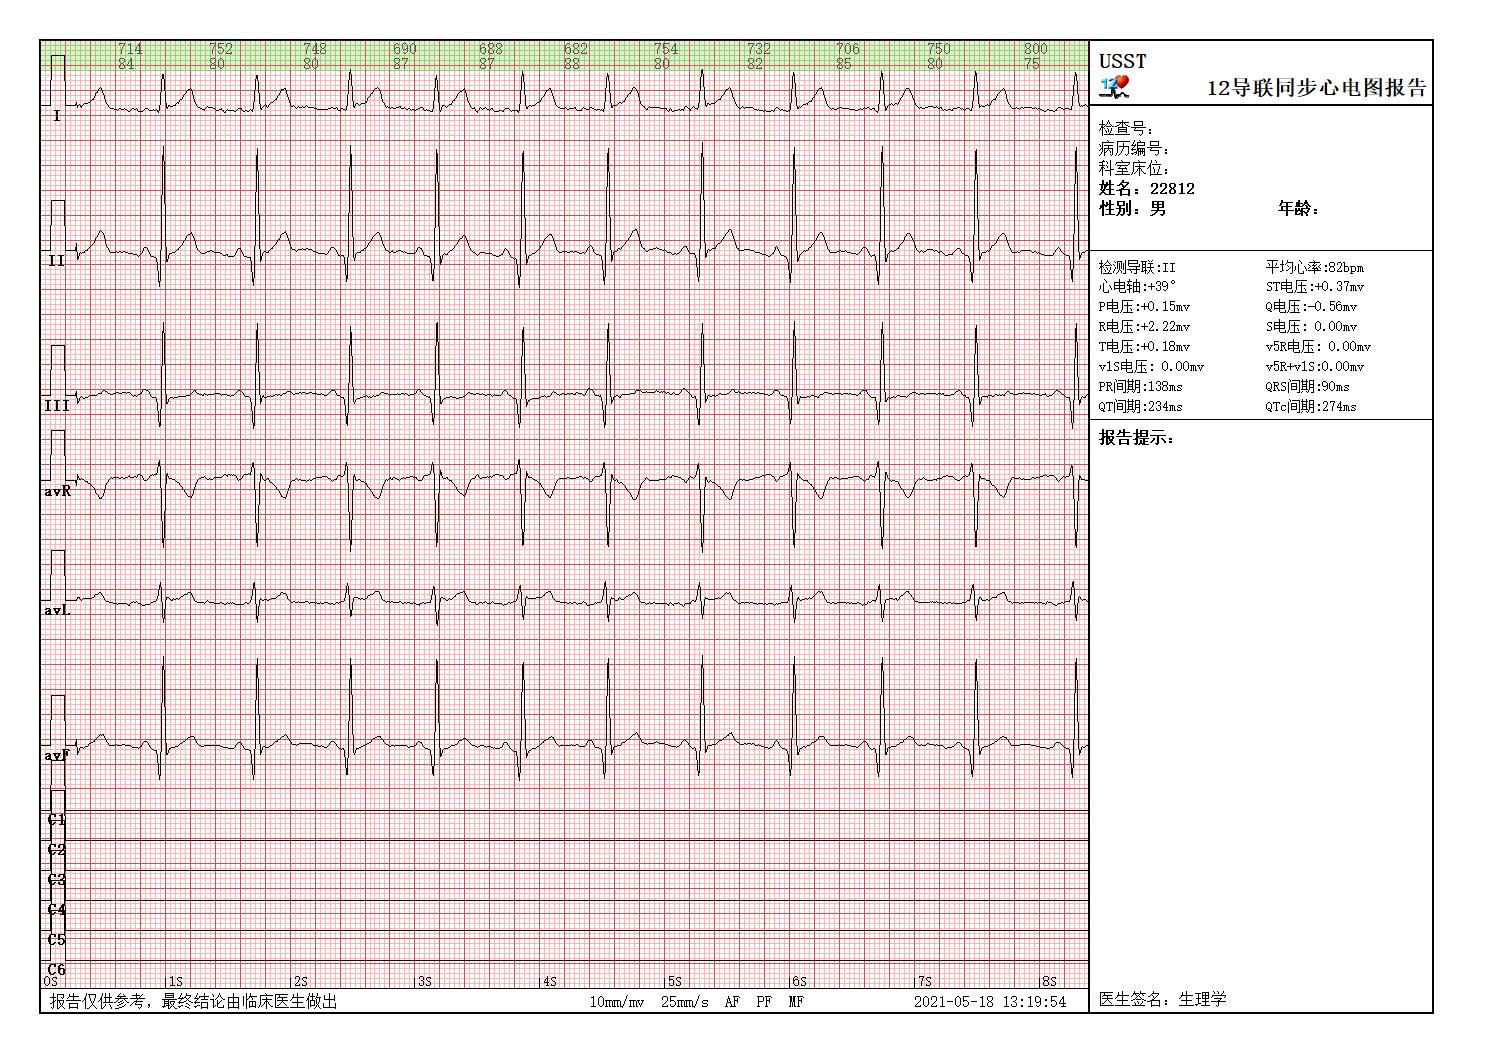 714 752 748 690 688 682 754 732 706 750 800
84 80 80 87 87 88 80 82 85 80 75
I
II
III
avR
avL
avF
C1
C2
C3
C4
C5
C6
0S 1S 2S 3S 4S 5S 6S 7S 8S
报告仅供参考，最终结论由临床医生做出 10mm/mv 25mm/s AF PF MF 2021-05-18 13:19:54
USST
12
12导联同步心电图报告
检查号：
病历编号：
科室床位：
姓名：22812
性别：男 年龄：
检测导联:II 平均心率:82bpm
心电轴:+39° ST电压:+0.37mv
P电压:+0.15mv Q电压:-0.56mv
R电压:+2.22mv S电压: 0.00mv
T电压:+0.18mv v5R电压: 0.00mv
v1S电压: 0.00mv v5R+v1S:0.00mv
PR间期:138ms QRS间期:90ms
QT间期:234ms QTc间期:274ms
报告提示：
医生签名：生理学